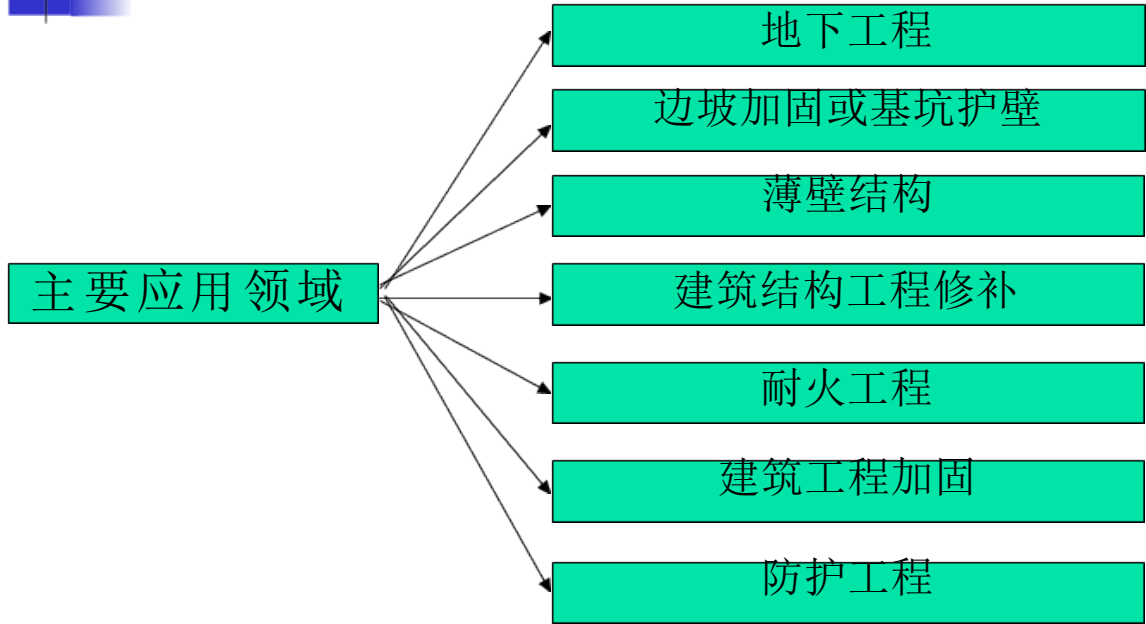 地下工程
边坡加固或基坑护壁
薄壁结构
主要应用领域
建筑结构工程修补
耐火工程
建筑工程加固
防护工程